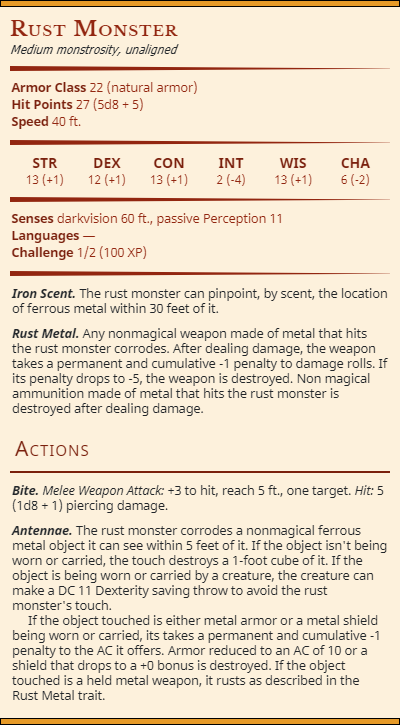 Rust Monster
Medium monstrosity, unaligned
Armor Class 22 (natural armor)
Hit Points 27 (5d8 + 5)
Speed 40 ft.
STR DEX CON INT WIS CHA
13 (+1) 12 (+1) 13 (+1) 2 (-4) 13 (+1) 6 (-2)
Senses darkvision 60 ft., passive Perception 11
Languages —
Challenge 1/2 (100 XP)
Iron Scent. The rust monster can pinpoint, by scent, the location
of ferrous metal within 30 feet of it.
Rust Metal. Any nonmagical weapon made of metal that hits
the rust monster corrodes. After dealing damage, the weapon
takes a permanent and cumulative -1 penalty to damage rolls. If
its penalty drops to -5, the weapon is destroyed. Non magical
ammunition made of metal that hits the rust monster is
destroyed after dealing damage.
Actions
Bite. Melee Weapon Attack: +3 to hit, reach 5 ft., one target. Hit: 5
(1d8 + 1) piercing damage.
Antennae. The rust monster corrodes a nonmagical ferrous
metal object it can see within 5 feet of it. If the object isn't being
worn or carried, the touch destroys a 1-foot cube of it. If the
object is being worn or carried by a creature, the creature can
make a DC 11 Dexterity saving throw to avoid the rust
monster's touch.
If the object touched is either metal armor or a metal shield
being worn or carried, its takes a permanent and cumulative -1
penalty to the AC it offers. Armor reduced to an AC of 10 or a
shield that drops to a +0 bonus is destroyed. If the object
touched is a held metal weapon, it rusts as described in the
Rust Metal trait.